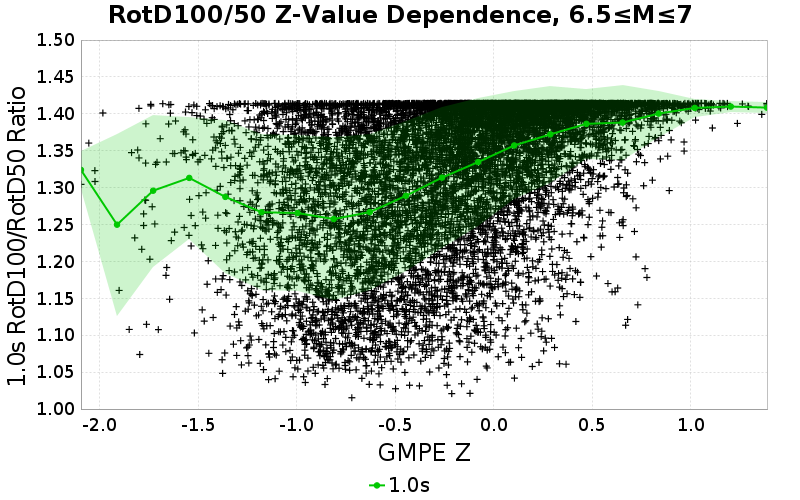 RotD100/50 Z-Value Dependence, 6.5≤M≤7
1.0s RotD100/RotD50 Ratio
1.50
1.45
1.40
1.35
1.30
1.25
1.20
1.15
1.10
1.05
1.00
-2.0 -1.5 -1.0 -0.5 0.0 0.5 1.0
GMPE Z
1.0s